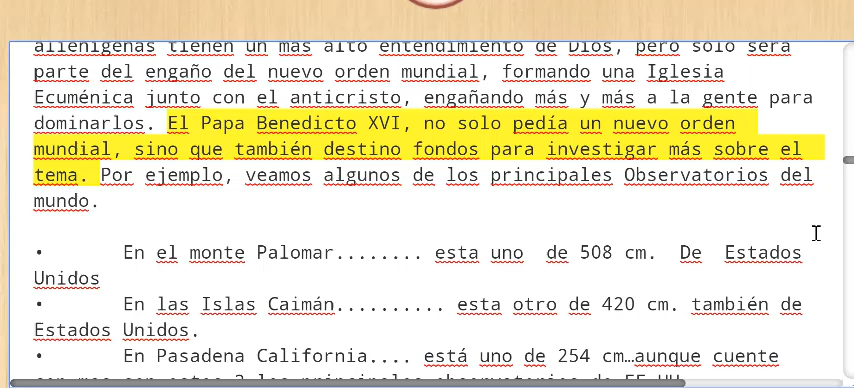 alienígenas tienen un más alto entendimiento de Dios, pero solo será
parte del engaño del nuevo orden mundial, formando una Iglesia
Ecuménica junto con el anticristo, engañando más y más a la gente para
dominarlos. El Papa Benedicto XVI, no solo pedía un nuevo orden
mundial, sino que también destino fondos para investigar más sobre el
tema. Por ejemplo, veamos algunos de los principales Observatorios del
mundo.
• En el monte Palomar........ esta uno de 508 cm. De Estados
Unidos
• En las Islas Caimán.......... esta otro de 420 cm. también de
Estados Unidos.
• En Pasadena California.... está uno de 254 cm…aunque cuente